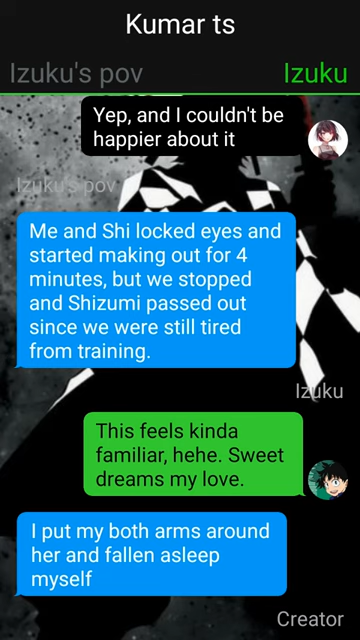 Kumar ts
Izuku's pov
Izuku
Yep, and I couldn't be
happier about it
Izuku's pov
Me and Shi locked eyes and
started making out for 4
minutes, but we stopped
and Shizumi passed out
since we were still tired
from training.
Izuku
This feels kinda
familiar, hehe. Sweet
dreams my love.
I put my both arms around
her and fallen asleep
myself
Creator